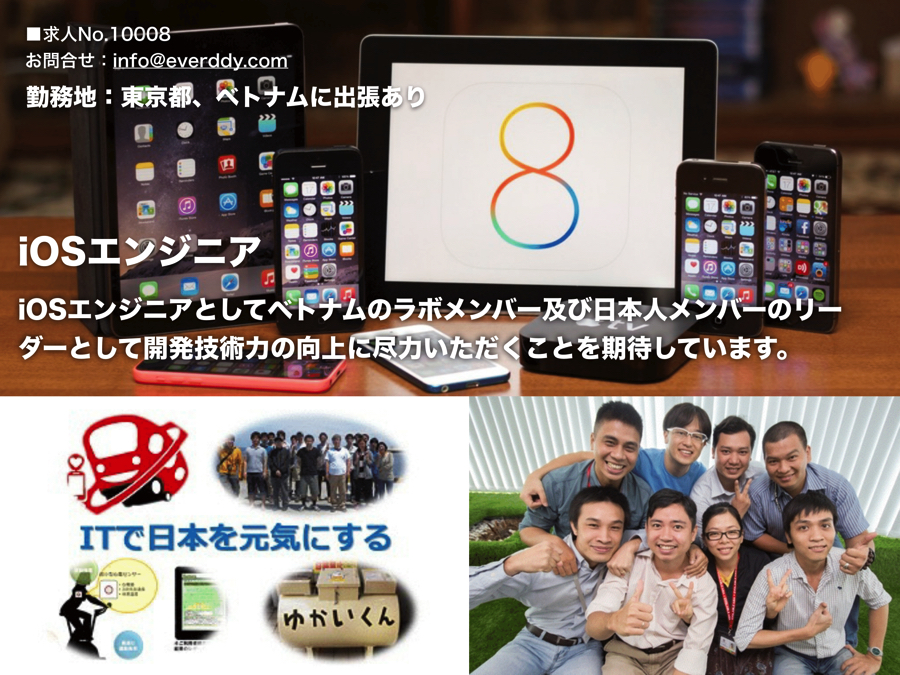 ■求人No.10008
お問合せ：info@everddy.com
勤務地：東京都、ベトナムに出張あり
8
iOSエンジニア
iOSエンジニアとしてベトナムのラボメンバー及び日本人メンバーのリー
ダーとして開発技術力の向上に尽力いただくことを期待しています。
ITで日本を元気にする
ゆかいくん